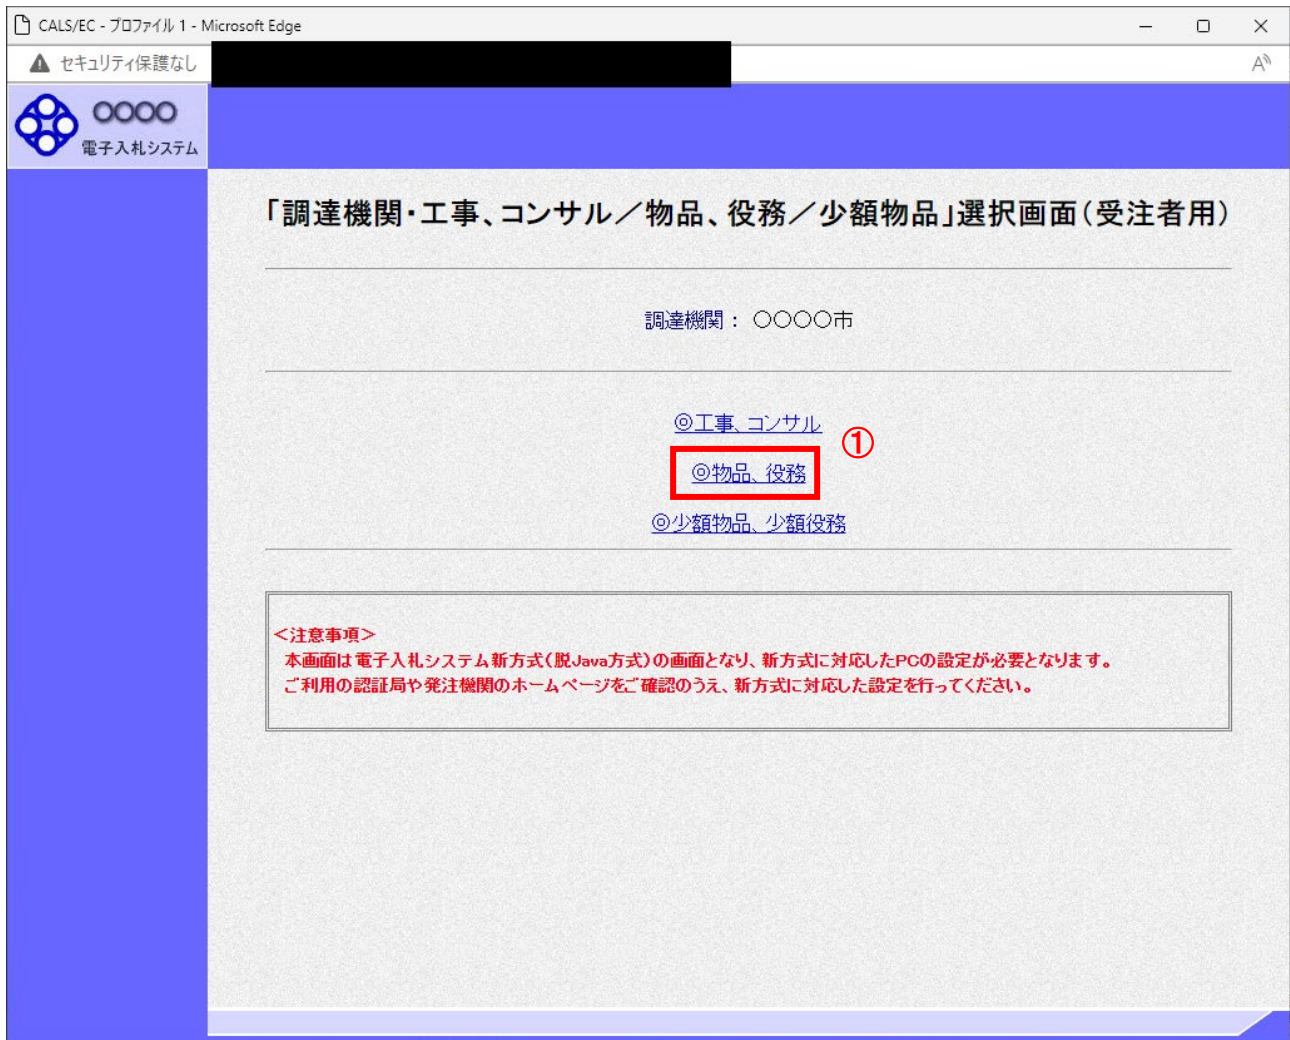 CALS/EC - プロファイル 1 - Microsoft Edge
セキュリティ保護なし
〇〇〇〇
電子入札システム
「調達機関・工事、コンサル／物品、役務／少額物品」選択画面（受注者用）
調達機関： 〇〇〇〇市
◎工事、コンサル
①
◎物品、役務
◎少額物品、少額役務
＜注意事項＞
本画面は電子入札システム新方式（脱Java方式）の画面となり、新方式に対応したPCの設定が必要となります。
ご利用の認証局や発注機関のホームページをご確認のうえ、新方式に対応した設定を行ってください。